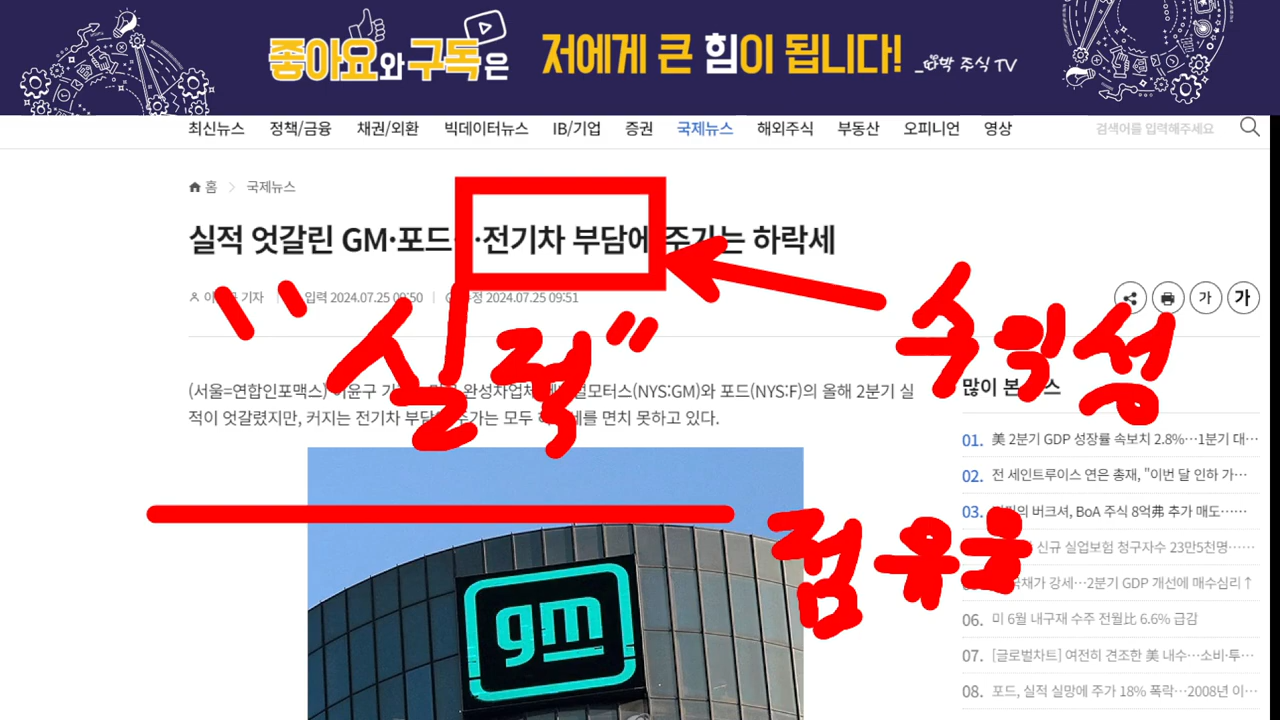 좋아요와 구독은 저에게 큰 힘이 됩니다! 박 주식 TV
최신뉴스 정책/금융 채권/외환 빅데이터뉴스 IB/기업 증권 국제뉴스 해외주식 부동산 오피니언 영상 검색어를 입력해주세요
홈 > 국제뉴스
실적 엇갈린 GM·포드 전기차 부담에 주가는 하락세
기자 입력 2024.07.25 09:50 2024.07.25 09:51
가 가
"실적"
수익성
(서울=연합인포맥스) 이윤구 완성차업체 (NYS:GM)와 포드(NYS:F)의 올해 2분기 실
적이 엇갈렸지만, 커지는 전기차 부담에 주가는 모두 면치 못하고 있다.
많이 본
01. 美 2분기 GDP 성장률 속보치 2.8%…1분기 대…
02. 전 세인트루이스 연은 총재, "이번 달 인하 가…
03. 버크셔, BoA 주식 8억弗 추가 매도……
신규 실업보험 청구자수 23만5천명……
국채가 강세…2분기 GDP 개선에 매수심리↑
06. 미 6월 내구재 수주 전월比 6.6% 급감
07. [글로벌차트] 여전히 견조한 美 내수…소비·투…
08. 포드, 실적 실망에 주가 18% 폭락…2008년 이…
점유율
gm